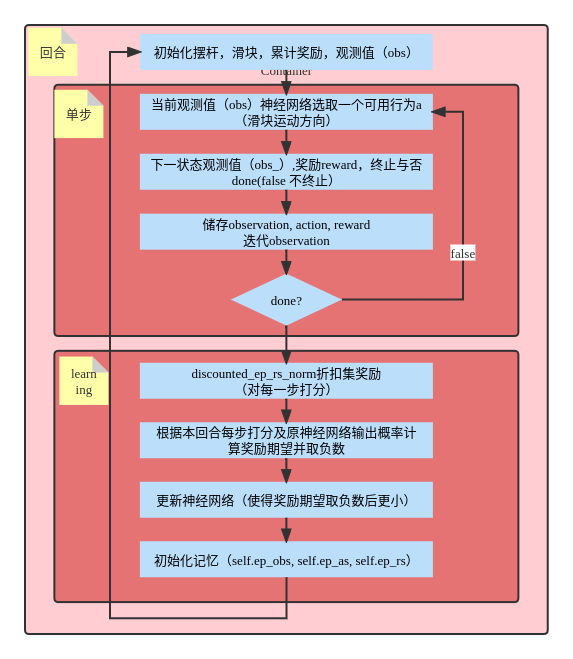 回合
初始化摆杆，滑块，累计奖励，观测值（obs）
Container
单步
当前观测值（obs）神经网络选取一个可用行为a
（滑块运动方向）
下一状态观测值（obs_）,奖励reward，终止与否
done(false 不终止）
储存observation, action, reward
迭代observation
false
done?
learn
ing
discounted_ep_rs_norm折扣集奖励
（对每一步打分）
根据本回合每步打分及原神经网络输出概率计
算奖励期望并取负数
更新神经网络（使得奖励期望取负数后更小）
初始化记忆（self.ep_obs, self.ep_as, self.ep_rs）